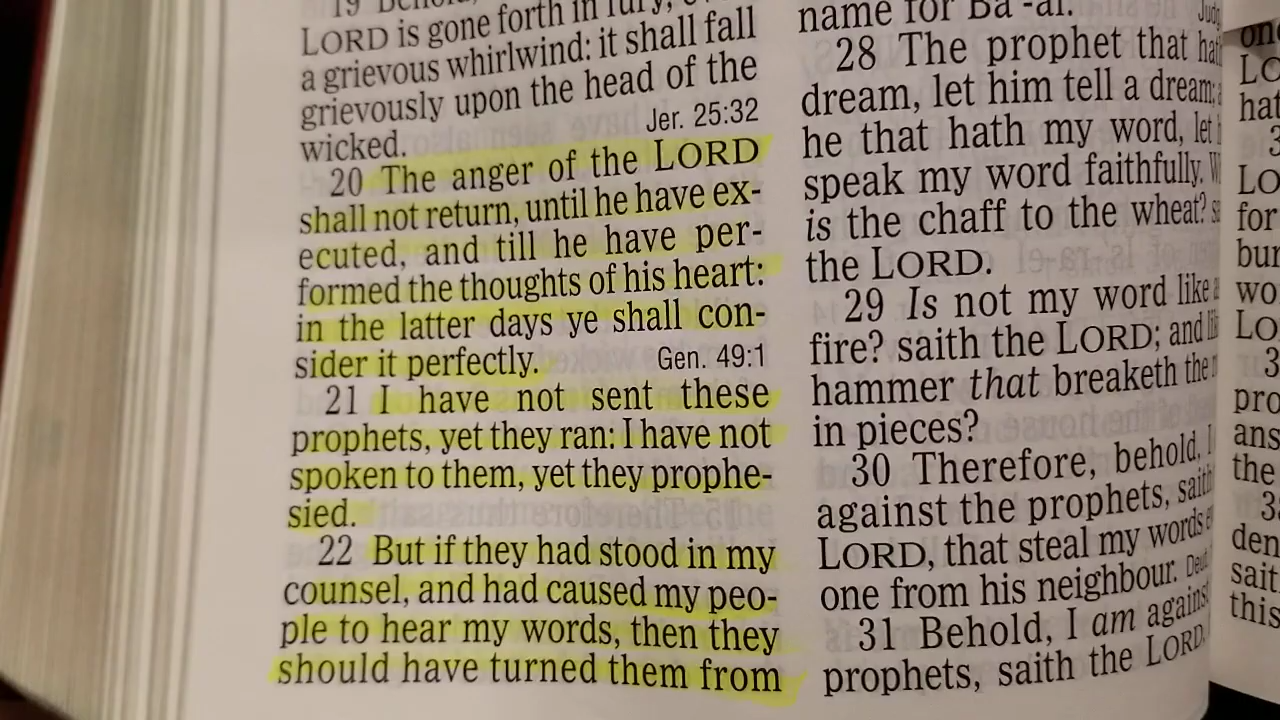 19
LORD is gone forth in fury,
a grievous whirlwind: it shall fall
grievously upon the head of the
wicked. Jer. 25:32
20 The anger of the LORD
shall not return, until he have ex-
ecuted, and till he have per-
formed the thoughts of his heart:
in the latter days ye shall con-
sider it perfectly. Gen. 49:1
21 I have not sent these
prophets, yet they ran: I have not
spoken to them, yet they prophe-
sied.
22 But if they had stood in my
counsel, and had caused my peo-
ple to hear my words, then they
should have turned them from
name for Ba-al.
28 The prophet that
dream, let him tell a dream;
he that hath my word, let
speak my word faithfully.
is the chaff to the wheat?
the LORD.
29 Is not my word like
fire? saith the LORD; and
hammer that breaketh the
in pieces?
30 Therefore, behold, I
against the prophets, saith
LORD, that steal my words
one from his neighbour.
31 Behold, I am against
prophets, saith the LORD,
hat
for
the
this